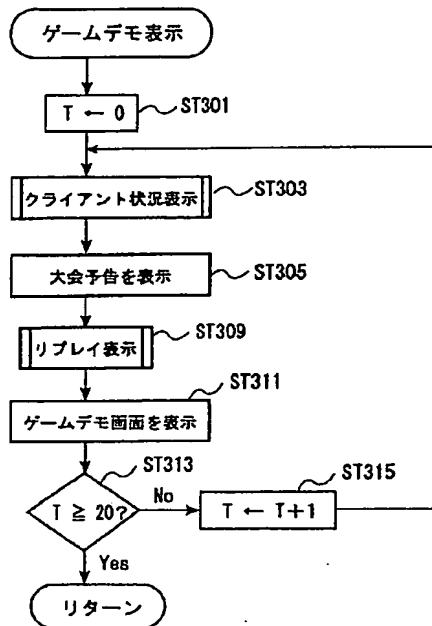 ゲームデモ表示
T ← 0
ST301
クライアント状況表示
ST303
大会予告を表示
ST305
リプレイ表示
ST309
ゲームデモ画面を表示
ST311
T ≧ 20?
ST313
No
T ← T+1
ST315
Yes
リターン